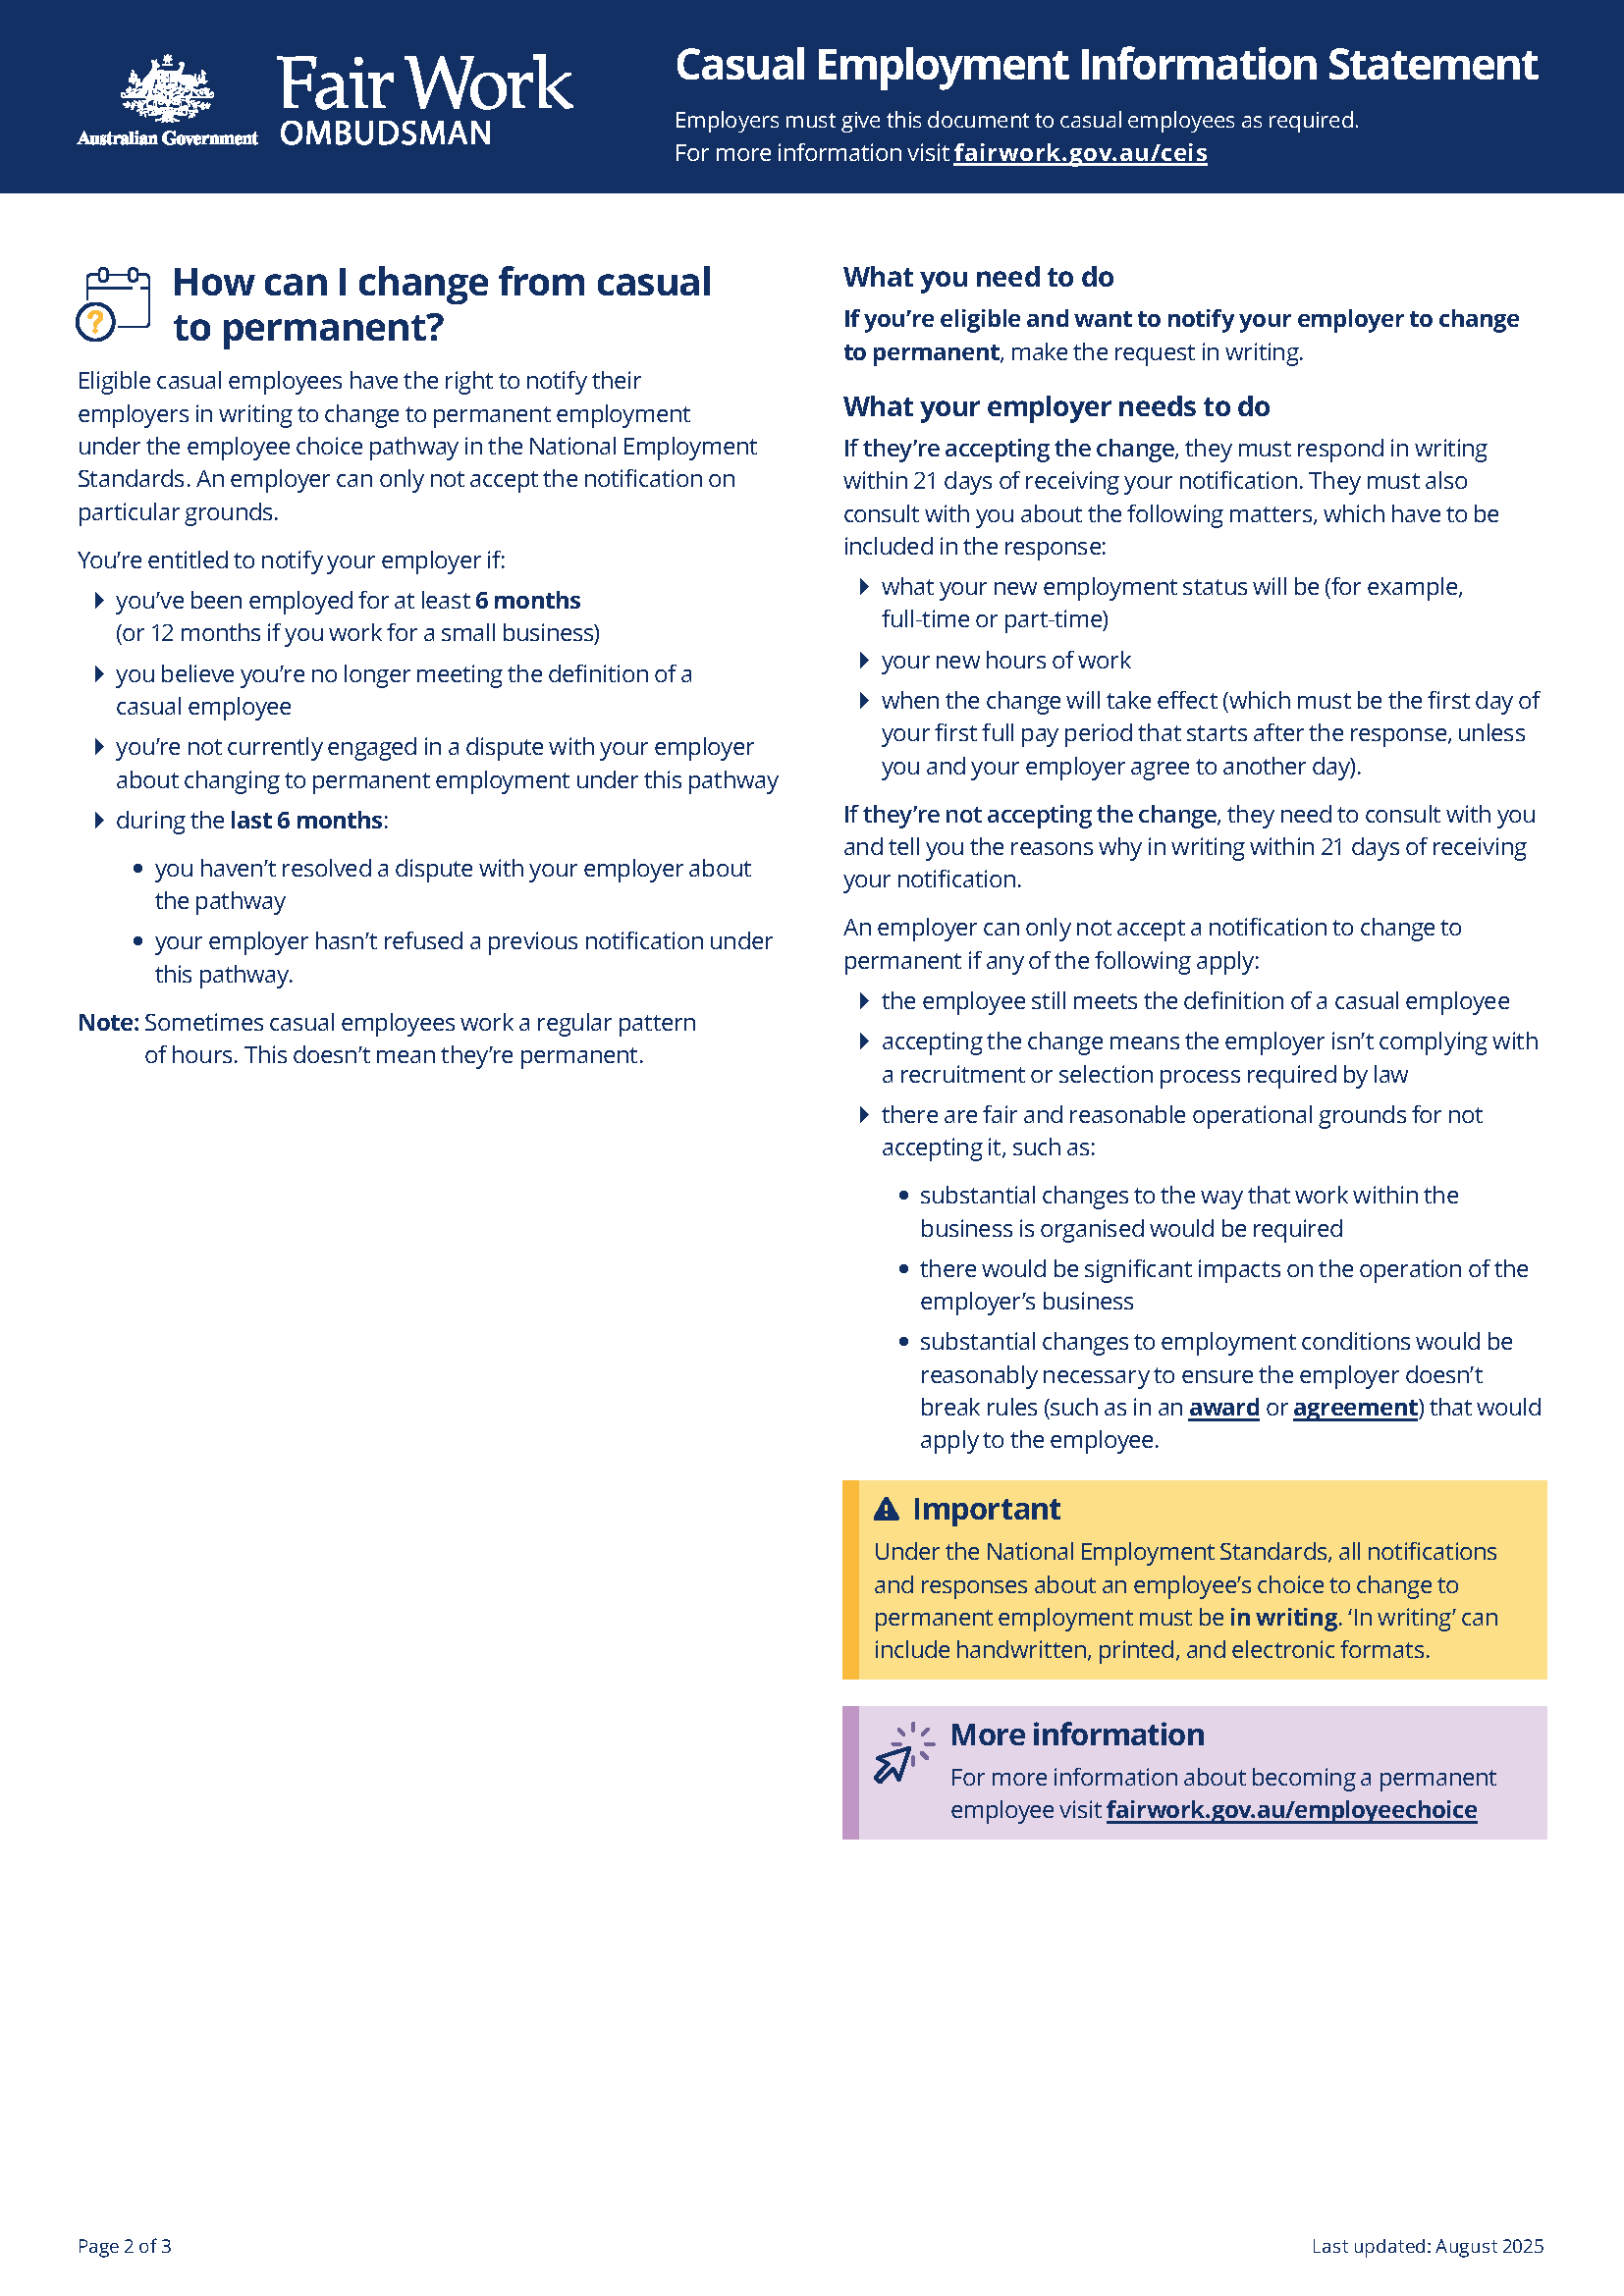 Australian Government
Fair Work
OMBUDSMAN
Casual Employment Information Statement
Employers must give this document to casual employees as required.
For more information visit fairwork.gov.au/ceis
How can I change from casual
to permanent?
Eligible casual employees have the right to notify their
employers in writing to change to permanent employment
under the employee choice pathway in the National Employment
Standards. An employer can only not accept the notification on
particular grounds.
You're entitled to notify your employer if:
you've been employed for at least 6 months
(or 12 months if you work for a small business)
you believe you're no longer meeting the definition of a
casual employee
you're not currently engaged in a dispute with your employer
about changing to permanent employment under this pathway
during the last 6 months:
• you haven't resolved a dispute with your employer about
the pathway
• your employer hasn't refused a previous notification under
this pathway.
Note: Sometimes casual employees work a regular pattern
of hours. This doesn't mean they're permanent.
What you need to do
If you're eligible and want to notify your employer to change
to permanent, make the request in writing.
What your employer needs to do
If they're accepting the change, they must respond in writing
within 21 days of receiving your notification. They must also
consult with you about the following matters, which have to be
included in the response:
what your new employment status will be (for example,
full-time or part-time)
your new hours of work
when the change will take effect (which must be the first day of
your first full pay period that starts after the response, unless
you and your employer agree to another day).
If they're not accepting the change, they need to consult with you
and tell you the reasons why in writing within 21 days of receiving
your notification.
An employer can only not accept a notification to change to
permanent if any of the following apply:
the employee still meets the definition of a casual employee
accepting the change means the employer isn't complying with
a recruitment or selection process required by law
there are fair and reasonable operational grounds for not
accepting it, such as:
• substantial changes to the way that work within the
business is organised would be required
• there would be significant impacts on the operation of the
employer's business
• substantial changes to employment conditions would be
reasonably necessary to ensure the employer doesn't
break rules (such as in an award or agreement) that would
apply to the employee.
Important
Under the National Employment Standards, all notifications
and responses about an employee's choice to change to
permanent employment must be in writing. 'In writing' can
include handwritten, printed, and electronic formats.
More information
For more information about becoming a permanent
employee visit fairwork.gov.au/employeechoice
Page 2 of 3
Last updated: August 2025